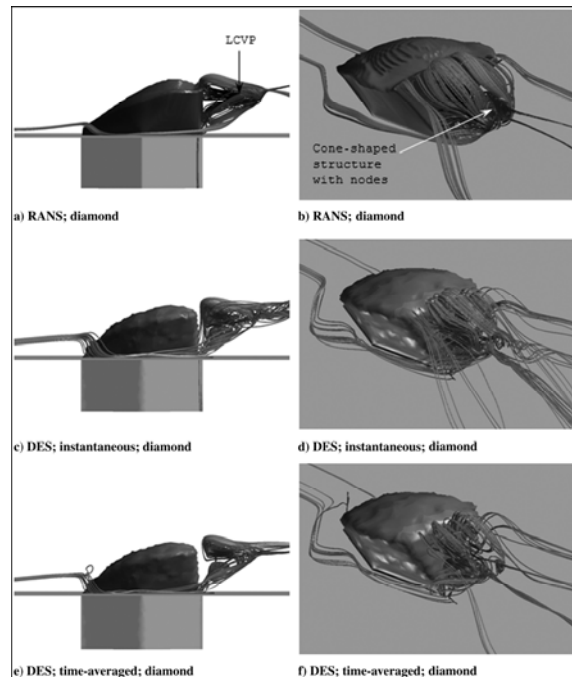 LCVP
Cone-shaped
structure
with nodes
a) RANS; diamond
b) RANS; diamond
c) DES; instantaneous; diamond
d) DES; instantaneous; diamond
e) DES; time-averaged; diamond
f) DES; time-averaged; diamond